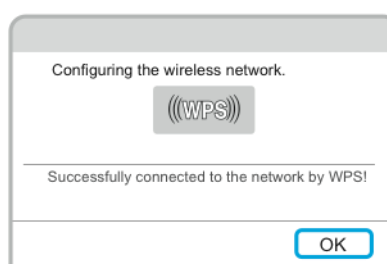 Configuring the wireless network.
(((WPS)))
Successfully connected to the network by WPS!
OK